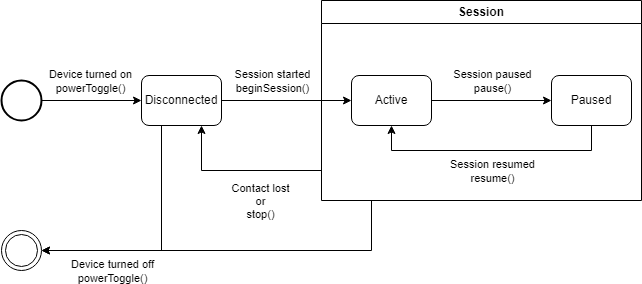 Session
Device turned on
powerToggle()
Disconnected
Session started
beginSession()
Active
Session paused
pause()
Paused
Session resumed
resume()
Contact lost
or
stop()
Device turned off
powerToggle()